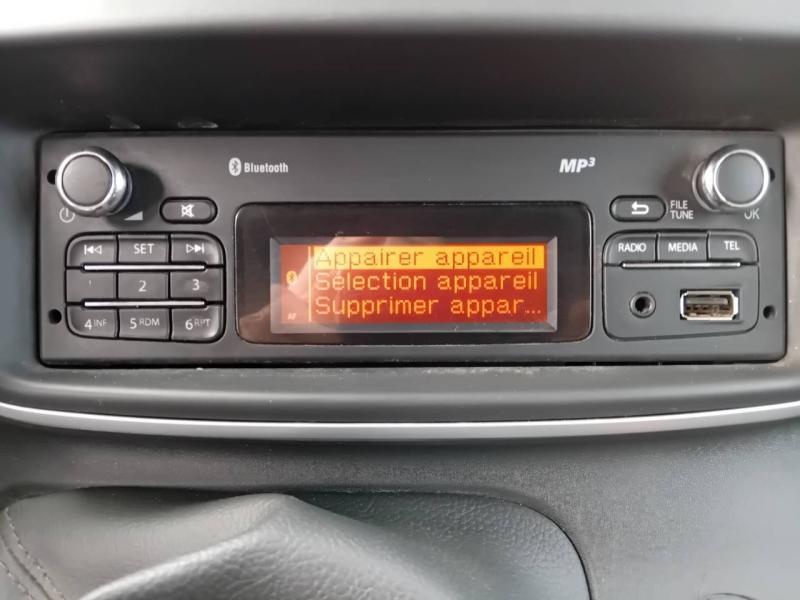 Bluetooth
MP3
FILE
TUNE
OK
SET
RADIO MEDIA TEL
1 2 3
4 INF 5 RDM 6 RPT
Appairer appareil
Sélection appareil
Supprimer appar...
AF